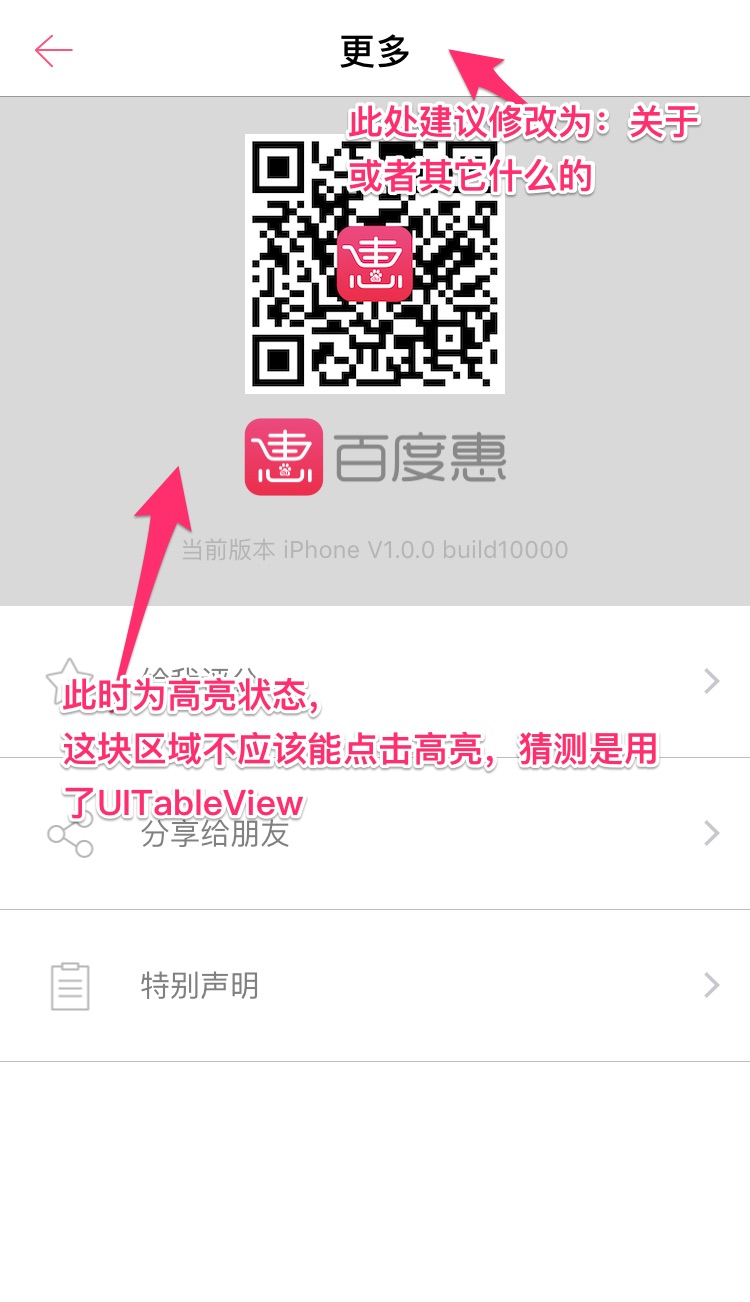 更多
此处建议修改为：关于
或者其它什么的
惠
惠
百度惠
当前版本 iPhone V1.0.0 build10000
给我评分
此时为高亮状态，
这块区域不应该能点击高亮，猜测是用
了UITableView
分享给朋友
特别声明